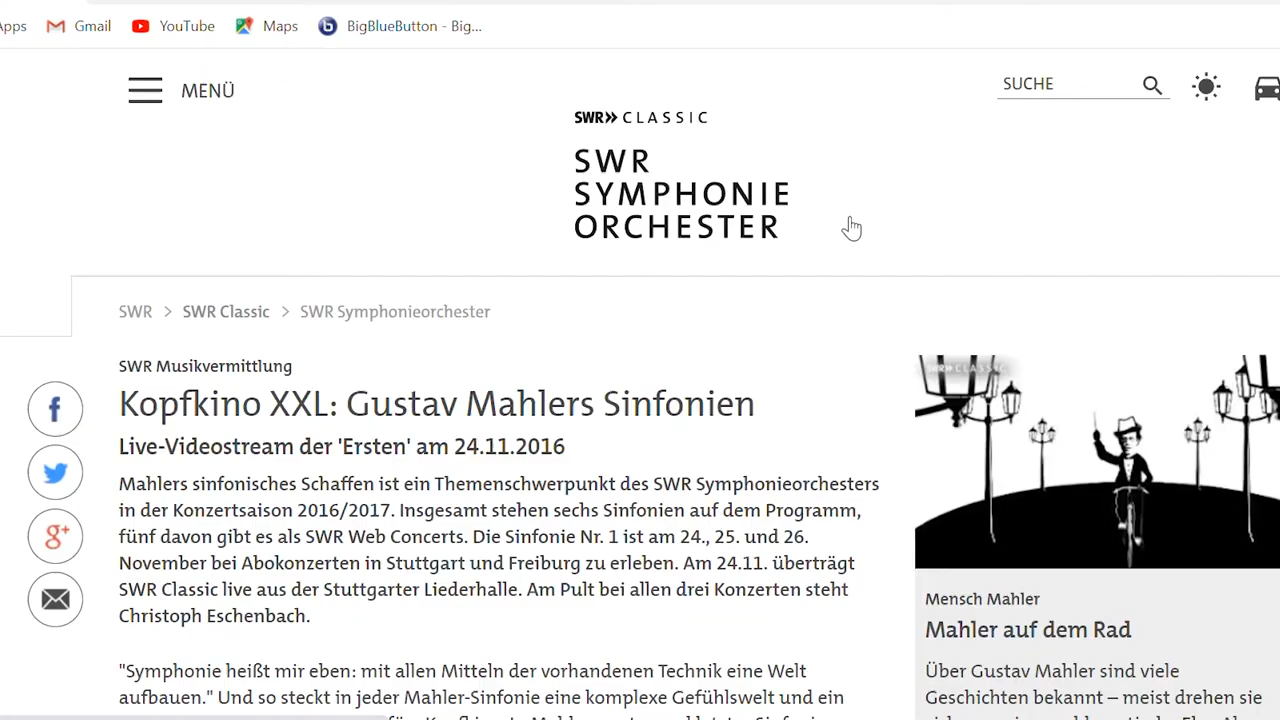 Apps Gmail YouTube Maps BigBlueButton - Big...
MENÜ
SUCHE
SWR» CLASSIC
SWR
SYMPHONIE
ORCHESTER
SWR > SWR Classic > SWR Symphonieorchester
SWR Musikvermittlung
Kopfkino XXL: Gustav Mahlers Sinfonien
Live-Videostream der 'Ersten' am 24.11.2016
Mahlers sinfonisches Schaffen ist ein Themenschwerpunkt des SWR Symphonieorchesters
in der Konzertsaison 2016/2017. Insgesamt stehen sechs Sinfonien auf dem Programm,
fünf davon gibt es als SWR Web Concerts. Die Sinfonie Nr. 1 ist am 24., 25. und 26.
November bei Abokonzerten in Stuttgart und Freiburg zu erleben. Am 24.11. überträgt
SWR Classic live aus der Stuttgarter Liederhalle. Am Pult bei allen drei Konzerten steht
Christoph Eschenbach.
"Symphonie heißt mir eben: mit allen Mitteln der vorhandenen Technik eine Welt
aufbauen." Und so steckt in jeder Mahler-Sinfonie eine komplexe Gefühlswelt und ein
SWR» CLASSIC
Mensch Mahler
Mahler auf dem Rad
Über Gustav Mahler sind viele
Geschichten bekannt – meist drehen sie